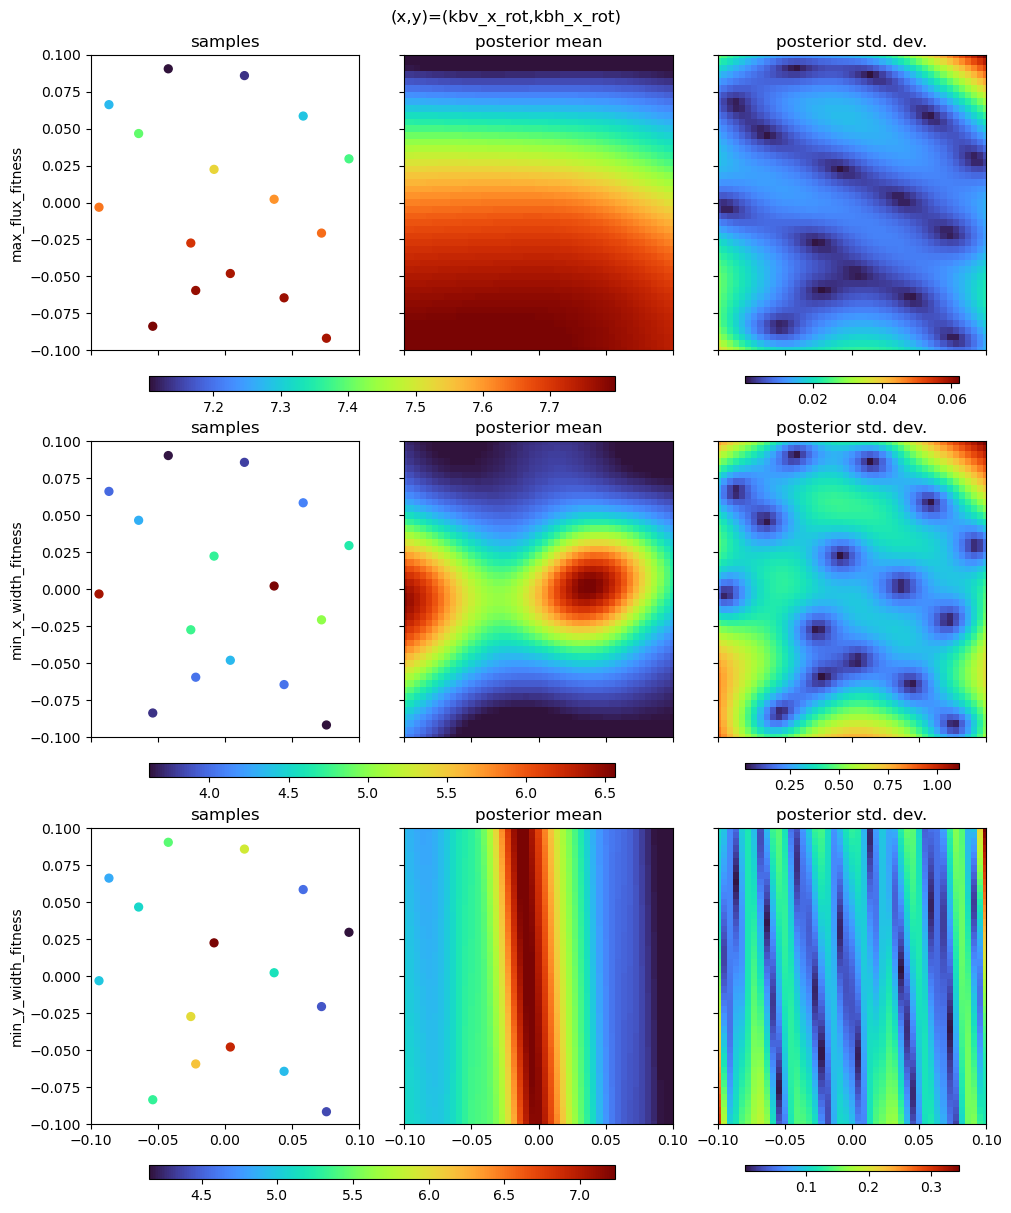 (x,y)=(kbv_x_rot,kbh_x_rot)
samples posterior mean posterior std. dev.
max_flux_fitness
0.100
0.075
0.050
0.025
0.000
−0.025
−0.050
−0.075
−0.100
7.2 7.3 7.4 7.5 7.6 7.7 0.02 0.04 0.06
samples posterior mean posterior std. dev.
min_x_width_fitness
0.100
0.075
0.050
0.025
0.000
−0.025
−0.050
−0.075
−0.100
4.0 4.5 5.0 5.5 6.0 6.5 0.25 0.50 0.75 1.00
samples posterior mean posterior std. dev.
min_y_width_fitness
0.100
0.075
0.050
0.025
0.000
−0.025
−0.050
−0.075
−0.100
−0.10 −0.05 0.00 0.05 0.10 −0.10 −0.05 0.00 0.05 0.10 −0.10 −0.05 0.00 0.05 0.10
4.5 5.0 5.5 6.0 6.5 7.0 0.1 0.2 0.3